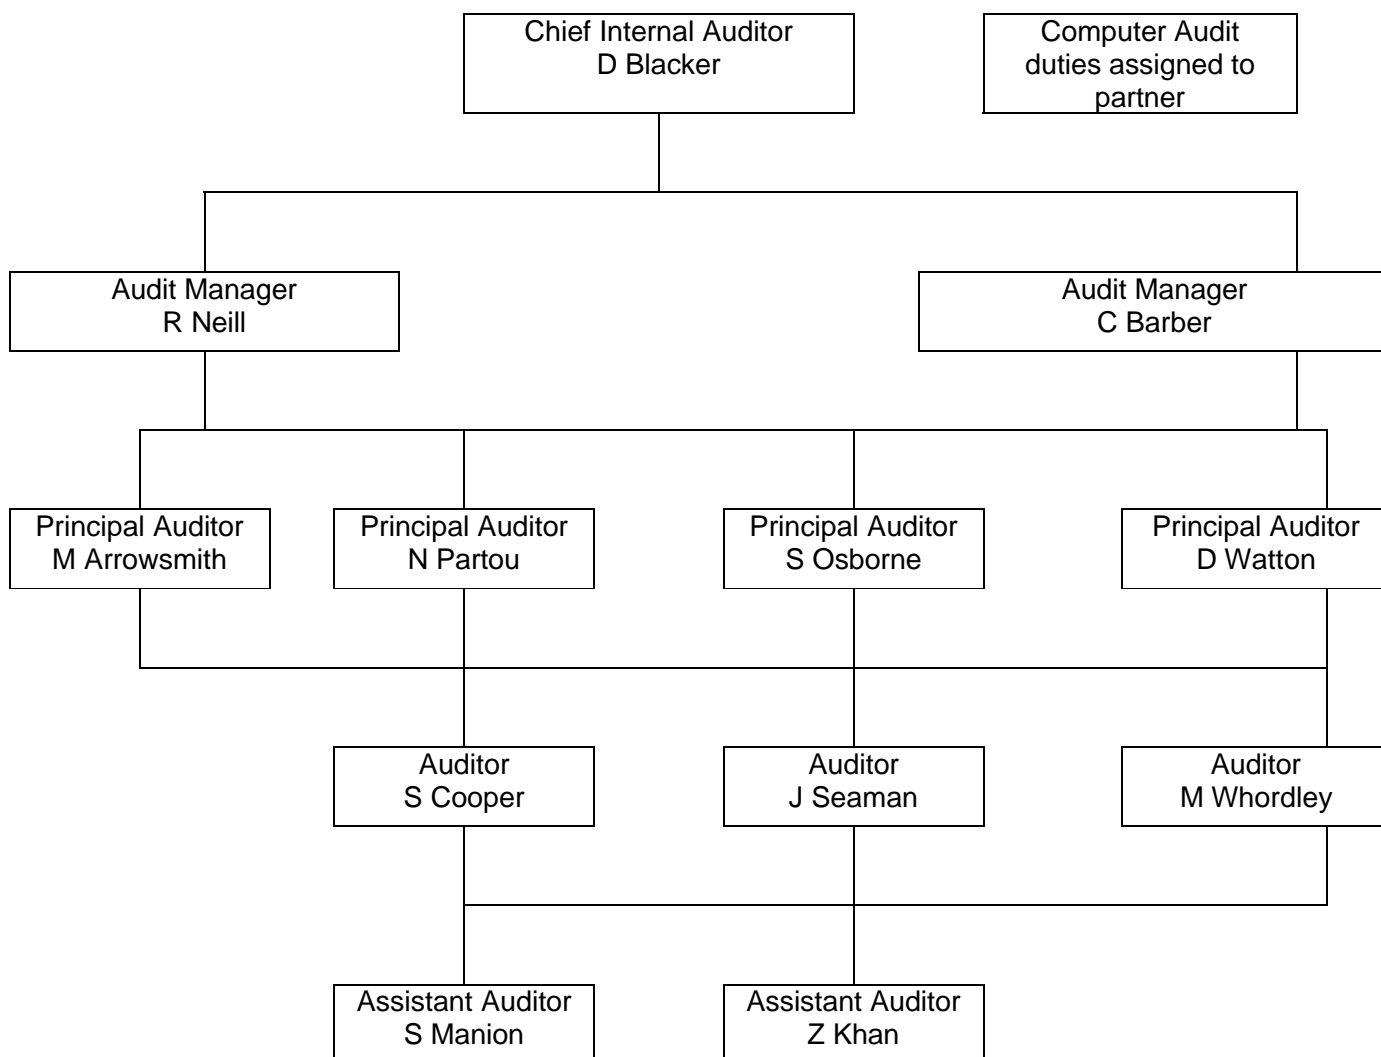 Chief Internal Auditor
D Blacker
Computer Audit
duties assigned to
partner
Audit Manager
R Neill
Audit Manager
C Barber
Principal Auditor
M Arrowsmith
Principal Auditor
N Partou
Principal Auditor
S Osborne
Principal Auditor
D Watton
Auditor
S Cooper
Auditor
J Seaman
Auditor
M Whordley
Assistant Auditor
S Manion
Assistant Auditor
Z Khan